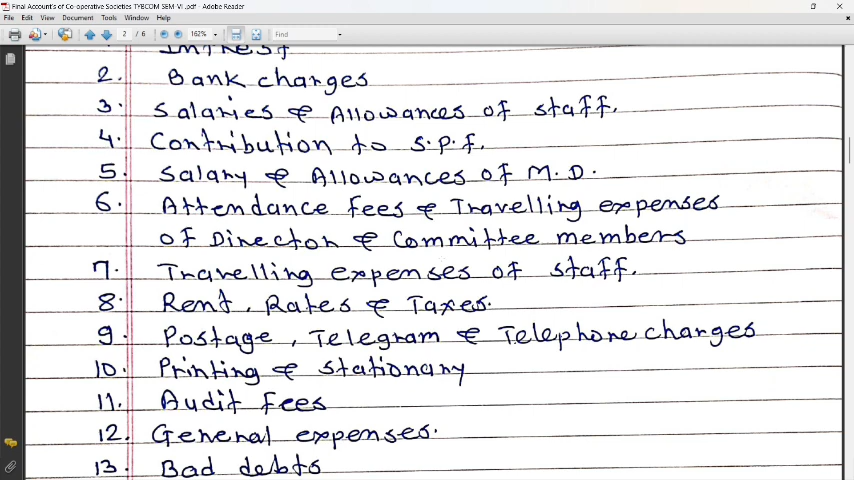 Final Account's of Co-operative Societies TYBCOM SEM-VI .pdf - Adobe Reader
File Edit View Document Tools Window Help
2 / 6 162% Find
Intrest
2. Bank charges
3. Salaries & Allowances of staff.
4. Contribution to S.P.f.
5. Salary & Allowances of M.D.
6. Attendance fees & Travelling expenses
of Director & Committee members
7. Travelling expenses of staff.
8. Rent, Rates & Taxes.
9. Postage, Telegram & Telephone charges
10. Printing & stationary
11. Audit fees
12. General expenses.
13. Bad debts